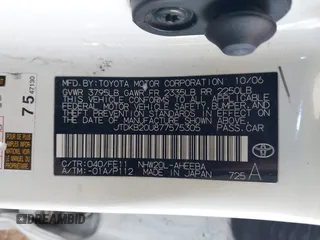 MFD. BY: TOYOTA MOTOR CORPORATION 10/06
GVWR 3795LB GAWR FR 2335LB RR 2250LB
THIS VEHICLE CONFORMS TO ALL APPLICABLE
FEDERAL MOTOR VEHICLE SAFETY, BUMPER,
AND THEFT PREVENTION STANDARDS IN
EFFECT ON THE DATE OF MANUFACTURE
SHOWN ABOVE.
JTDKB20U877575305 PASS.CAR
C/TR:040/FE11 NHW20L-AHEEBA
A/TM:-01A/P112 MADE IN JAPAN 725 A
TOYOTA
75 47130
DREAMBID